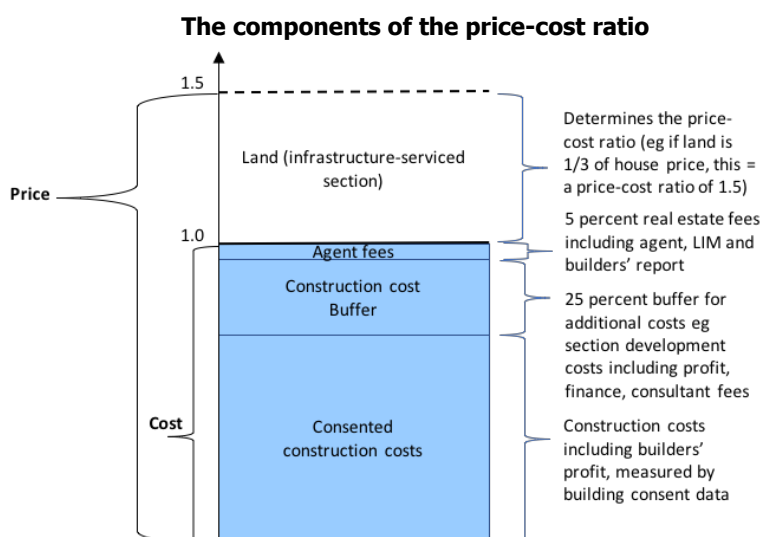 The components of the price-cost ratio
1.5
Land (infrastructure-serviced
section)
Determines the price-
cost ratio (eg if land is
1/3 of house price, this =
a price-cost ratio of 1.5)
Price
1.0
Agent fees
5 percent real estate fees
including agent, LIM and
builders' report
Construction cost
Buffer
25 percent buffer for
additional costs eg
section development
costs including profit,
finance, consultant fees
Cost
Consented
construction costs
Construction costs
including builders'
profit, measured by
building consent data